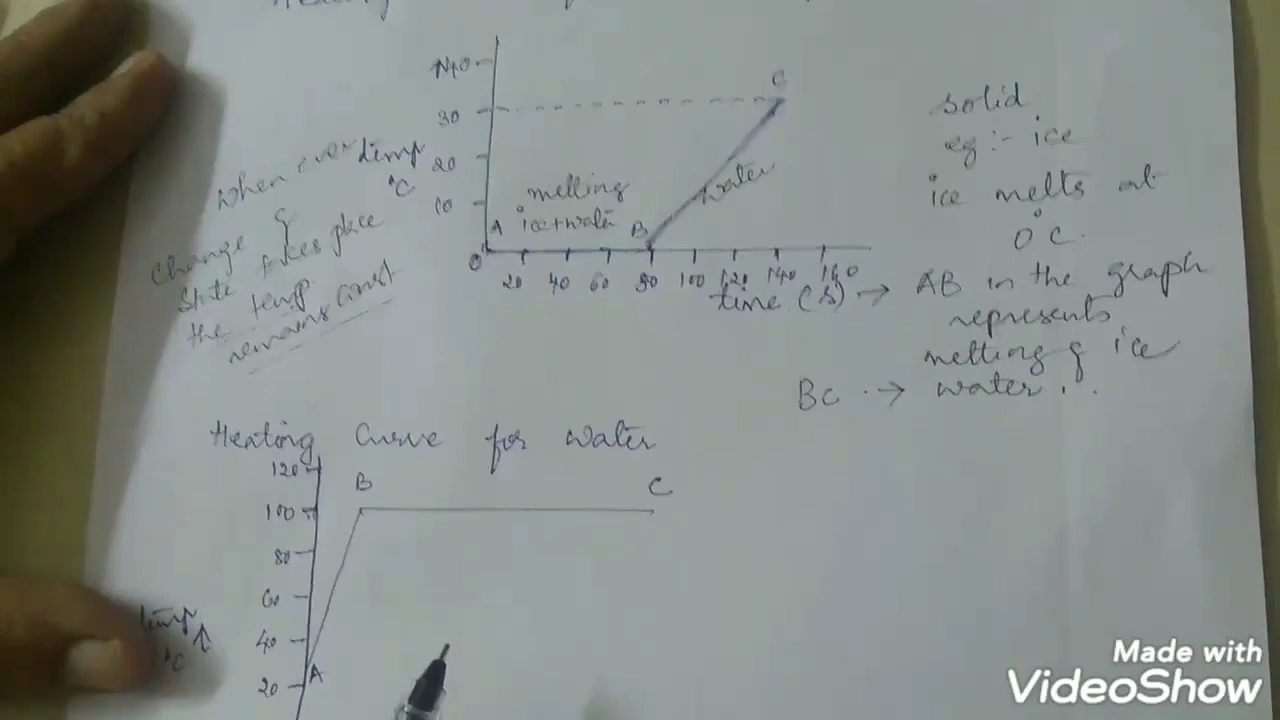 Heating
40
30
20
10
temp
°C
A
melting
ice+water
B
water
C
0
20 40 60 80 100 120 140 160
time (s)
When ever
change of
state takes place
the temp.
remains const
solid
eg :- ice
ice melts at
0°C.
→ AB in the graph
represents
melting of ice
BC → water
Heating Curve for water
120
100
80
60
40
20
temp ↑
°C
A
B
C
Made with
VideoShow